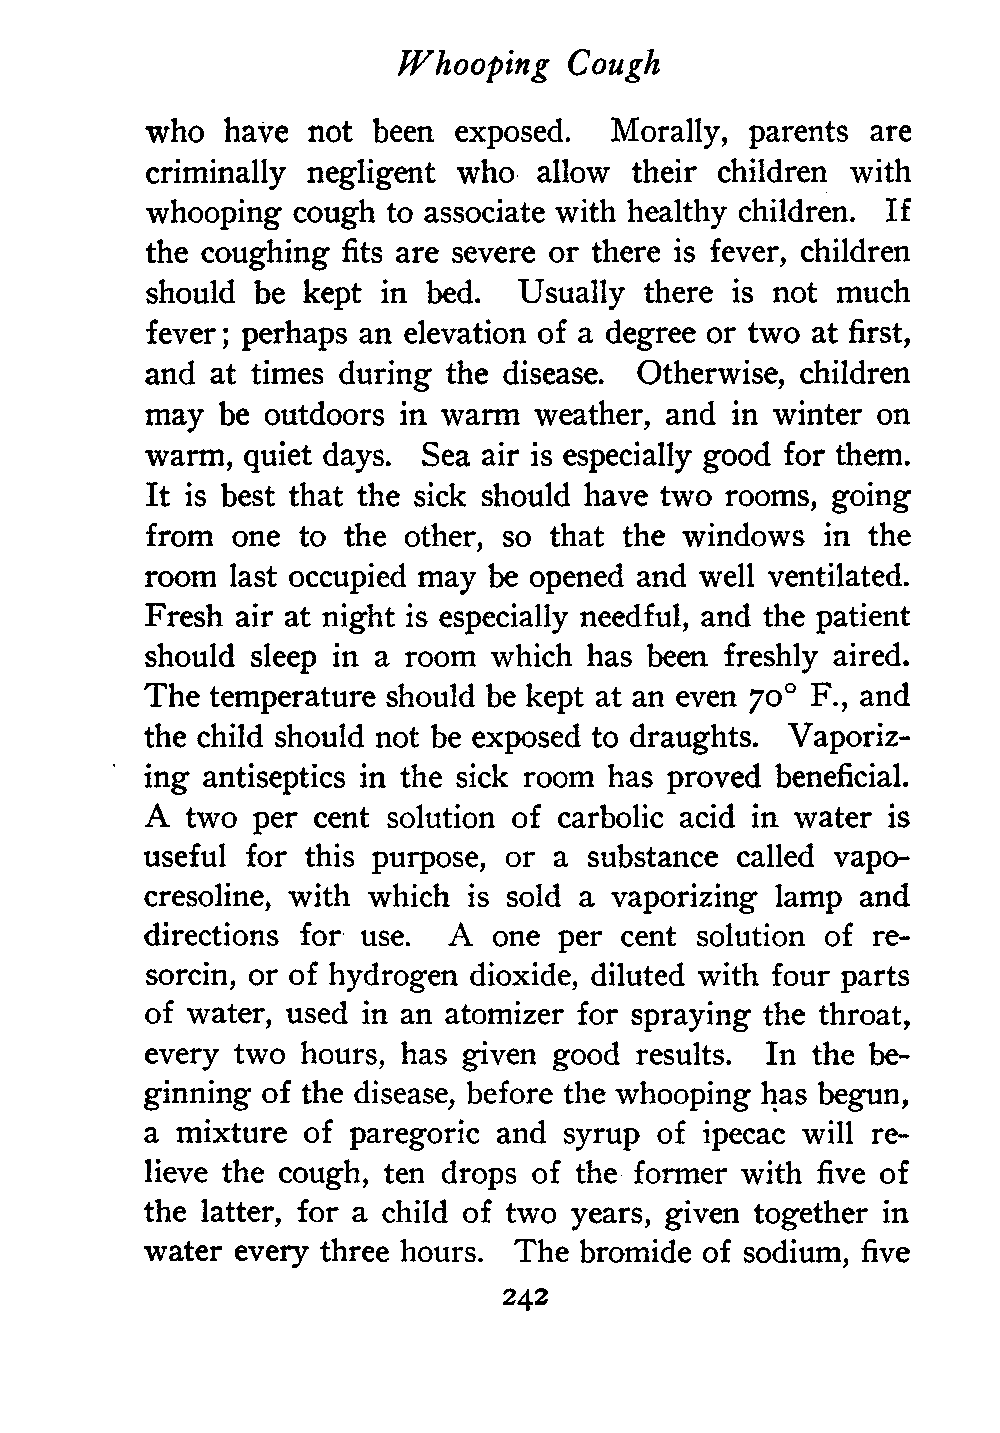 Whooping Cough
who have not been exposed. Morally, parents are
criminally negligent who allow their children with
whooping cough to associate with healthy children. If
the coughing fits are severe or there is fever, children
should be kept in bed. Usually there is not much
fever; perhaps an elevation of a degree or two at first,
and at times during the disease. Otherwise, children
may be outdoors in warm weather, and in winter on
warm, quiet days. Sea air is especially good for them.
It is best that the sick should have two rooms, going
from one to the other, so that the windows in the
room last occupied may be opened and well ventilated.
Fresh air at night is especially needful, and the patient
should sleep in a room which has been freshly aired.
The temperature should be kept at an even 70° F., and
the child should not be exposed to draughts. Vaporiz-
ing antiseptics in the sick room has proved beneficial.
A two per cent solution of carbolic acid in water is
useful for this purpose, or a substance called vapo-
cresoline, with which is sold a vaporizing lamp and
directions for use. A one per cent solution of re-
sorcin, or of hydrogen dioxide, diluted with four parts
of water, used in an atomizer for spraying the throat,
every two hours, has given good results. In the be-
ginning of the disease, before the whooping has begun,
a mixture of paregoric and syrup of ipecac will re-
lieve the cough, ten drops of the former with five of
the latter, for a child of two years, given together in
water every three hours. The bromide of sodium, five
242